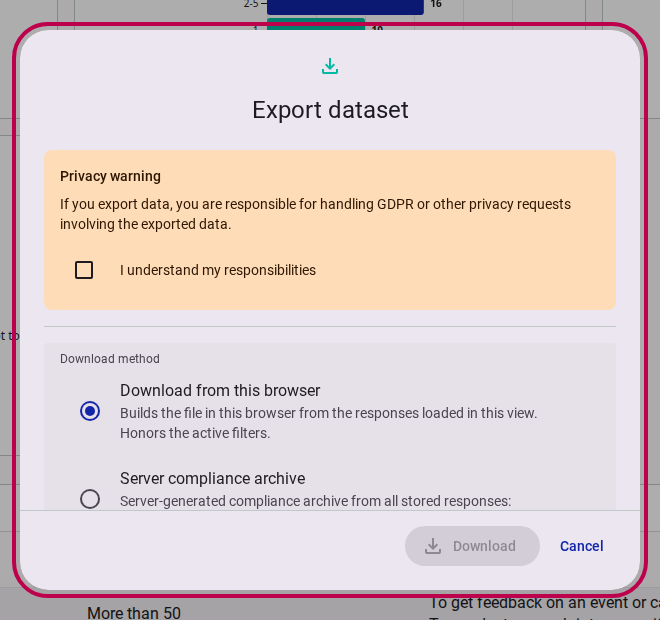 2-5
16
Export dataset
Privacy warning
If you export data, you are responsible for handling GDPR or other privacy requests
involving the exported data.
I understand my responsibilities
Download method
Download from this browser
Builds the file in this browser from the responses loaded in this view.
Honors the active filters.
Server compliance archive
Server-generated compliance archive from all stored responses:
Download
Cancel
To get feedback on an event or
More than 50